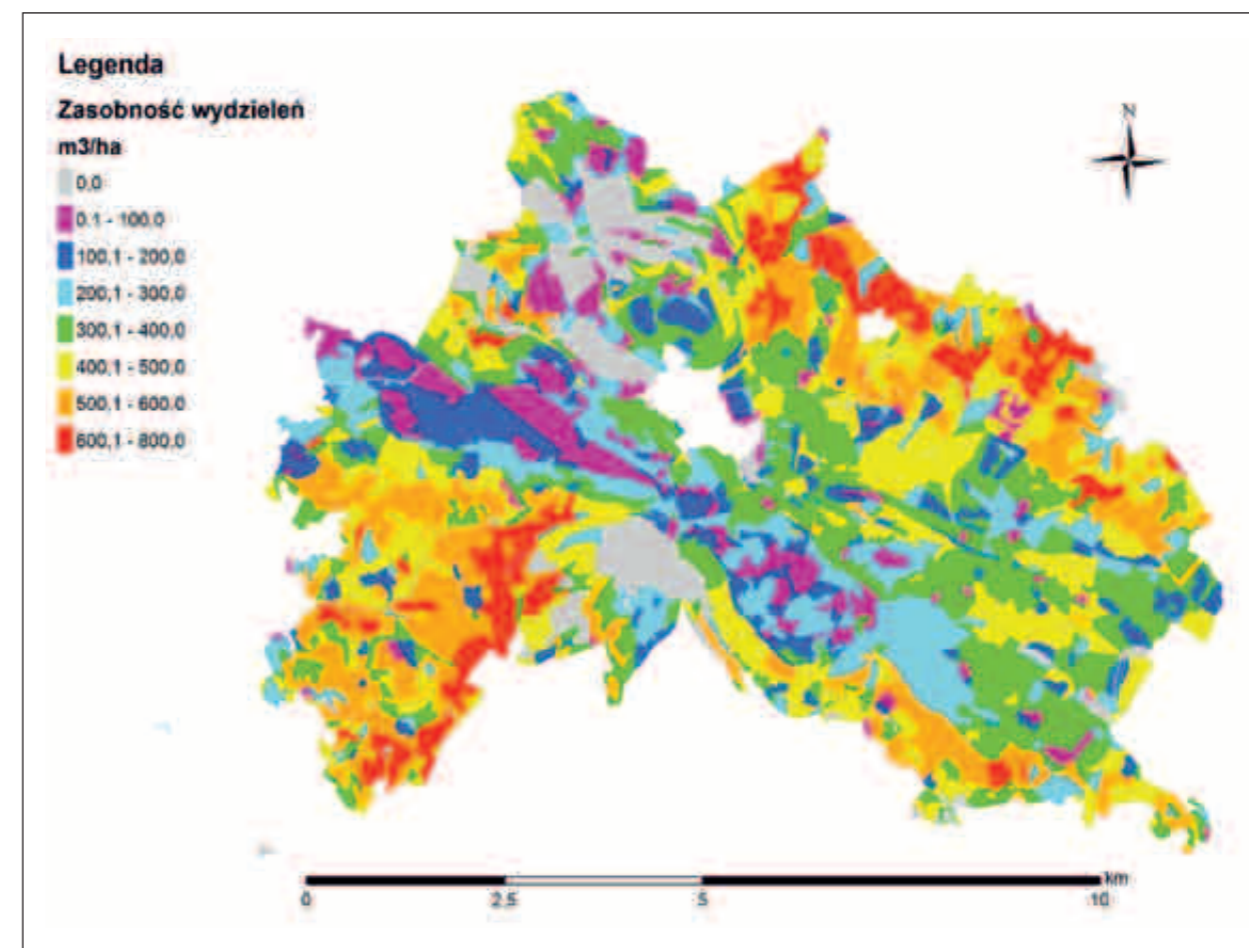 Legenda
Zasobność wydzieleń
m3/ha
0,0
0.1 - 100.0
100,1 - 200,0
200,1 - 300,0
300,1 - 400,0
400,1 - 500,0
500,1 - 600,0
600,1 - 800,0
N
km
0 2.5 5 10